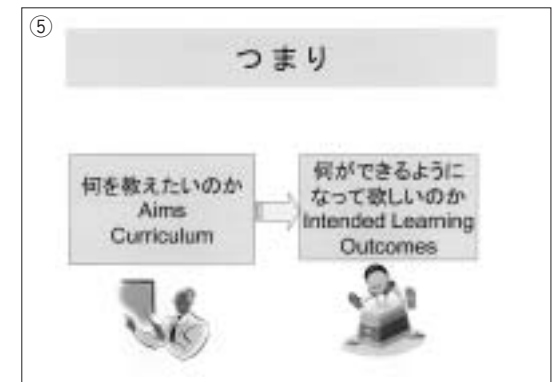 ⑤
つまり
何を教えたいのか
Aims
Curriculum
何ができるように
なって欲しいのか
Intended Learning
Outcomes